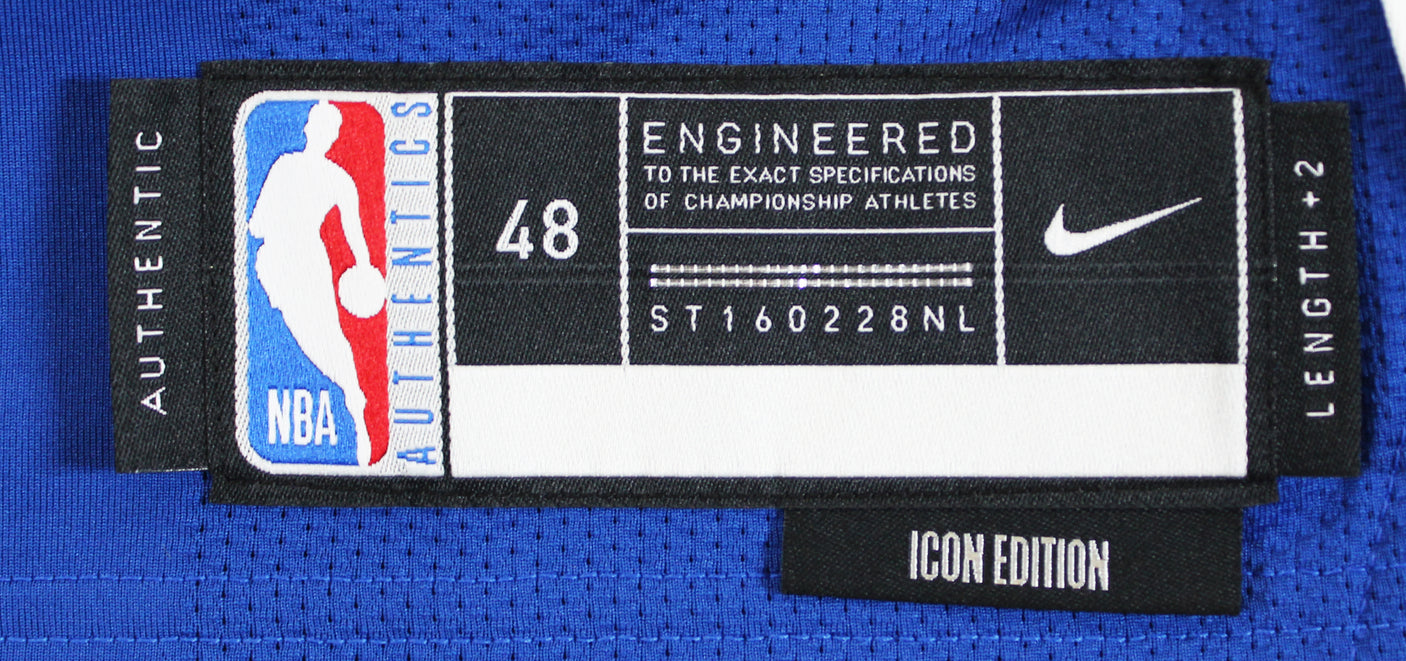 AUTHENTIC
NBA
AUTHENTICS
48
ENGINEERED
TO THE EXACT SPECIFICATIONS
OF CHAMPIONSHIP ATHLETES
ST160228NL
LENGTH +2
ICON EDITION